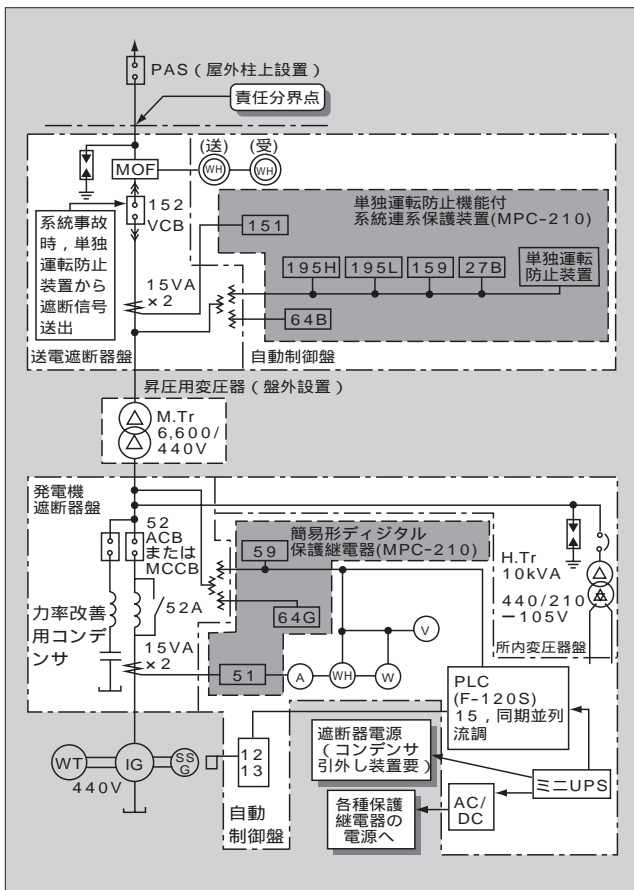 PAS(屋外柱上設置)
責任分界点
(送)
(受)
MOF
WH
WH
152
VCB
系統事故
時,単独
運転防止
装置から
遮断信号
送出
15VA
×2
単独運転防止機能付
系統連系保護装置(MPC-210)
151
195H
195L
159
27B
単独運転
防止装置
64B
送電遮断器盤
自動制御盤
昇圧用変圧器(盤外設置)
M.Tr
6,600/
440V
発電機
遮断器盤
52
ACB
または
MCCB
52A
力率改善
用コンデ
ンサ
15VA
×2
簡易形ディジタル
保護継電器(MPC-210)
59
64G
51
A
WH
W
V
H.Tr
10kVA
440/210
-105V
所内変圧器盤
PLC
(F-120S)
15,同期並列
流調
WT
IG
SS
G
440V
12
13
自動
制御盤
遮断器電源
(コンデンサ
引外し装置要)
各種保護
継電器の
電源へ
AC/
DC
ミニUPS